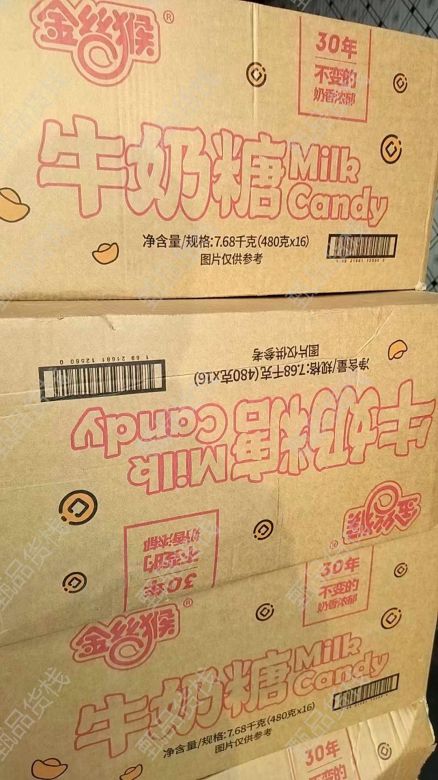 金丝猴®
30年
不变的
奶香浓郁
牛奶糖 Milk
Candy
净含量/规格:7.68千克(480克x16)
图片仅供参考
净含量/规格:7.68千克(480克x16)
图片仅供参考
牛奶糖 Milk
Candy
金丝猴®
30年
不变的
奶香浓郁
金丝猴®
30年
不变的
奶香浓郁
牛奶糖 Milk
Candy
净含量/规格:7.68千克(480克x16)
图片仅供参考
30年
不变的